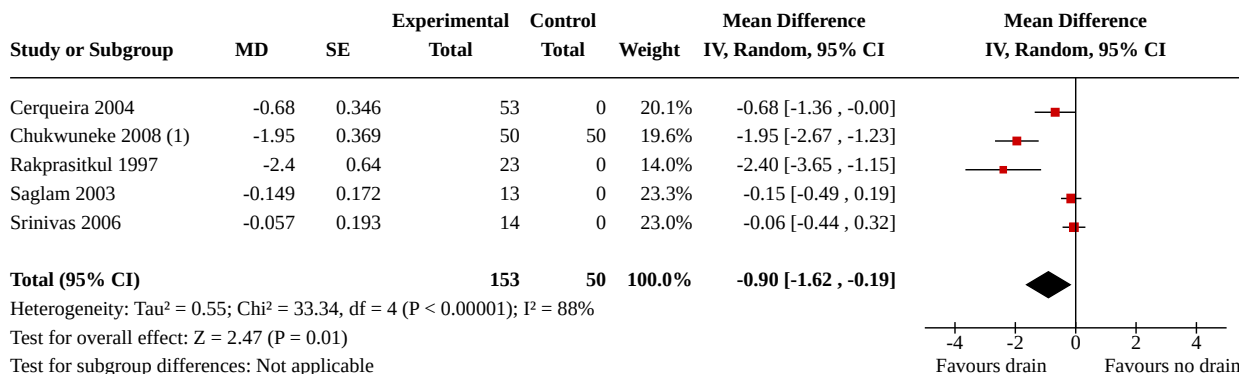 Experimental Control Mean Difference Mean Difference
Study or Subgroup MD SE Total Total Weight IV, Random, 95% CI IV, Random, 95% CI
Cerqueira 2004 -0.68 0.346 53 0 20.1% -0.68 [-1.36 , -0.00]
Chukwuneke 2008 (1) -1.95 0.369 50 50 19.6% -1.95 [-2.67 , -1.23]
Rakprasitkul 1997 -2.4 0.64 23 0 14.0% -2.40 [-3.65 , -1.15]
Saglam 2003 -0.149 0.172 13 0 23.3% -0.15 [-0.49 , 0.19]
Srinivas 2006 -0.057 0.193 14 0 23.0% -0.06 [-0.44 , 0.32]
Total (95% CI) 153 50 100.0% -0.90 [-1.62 , -0.19]
Heterogeneity: Tau² = 0.55; Chi² = 33.34, df = 4 (P < 0.00001); I² = 88%
Test for overall effect: Z = 2.47 (P = 0.01) -4 -2 0 2 4
Test for subgroup differences: Not applicable Favours drain Favours no drain